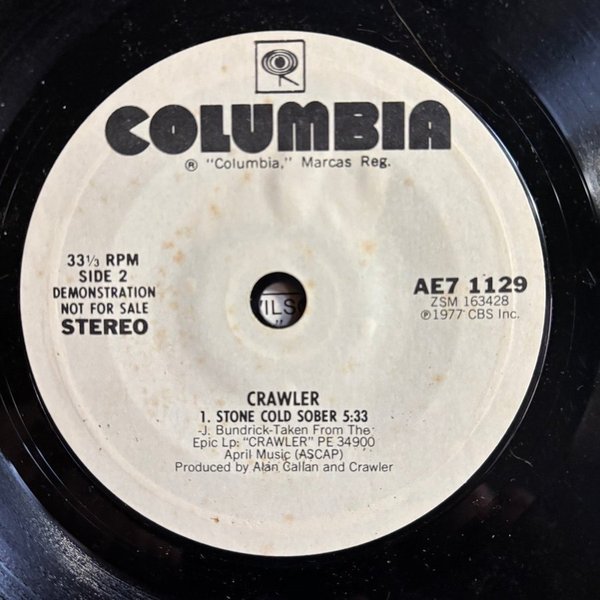 COLUMBIA
® "Columbia," Marcas Reg.
33⅓ RPM
SIDE 2
DEMONSTRATION
NOT FOR SALE
STEREO
AE7 1129
ZSM 163428
℗1977 CBS Inc.
CRAWLER
1. STONE COLD SOBER 5:33
-J. Bundrick-Taken From The
Epic Lp: "CRAWLER" PE 34900
April Music (ASCAP)
Produced by Alan Callan and Crawler